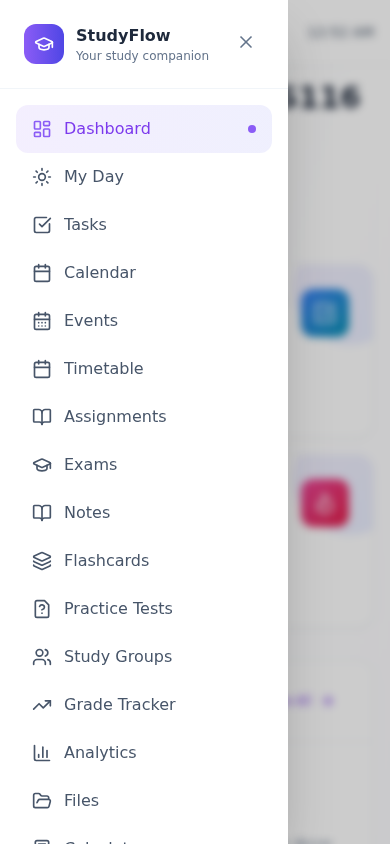 StudyFlow
Your study companion
Dashboard
My Day
Tasks
Calendar
Events
Timetable
Assignments
Exams
Notes
Flashcards
Practice Tests
Study Groups
Grade Tracker
Analytics
Files